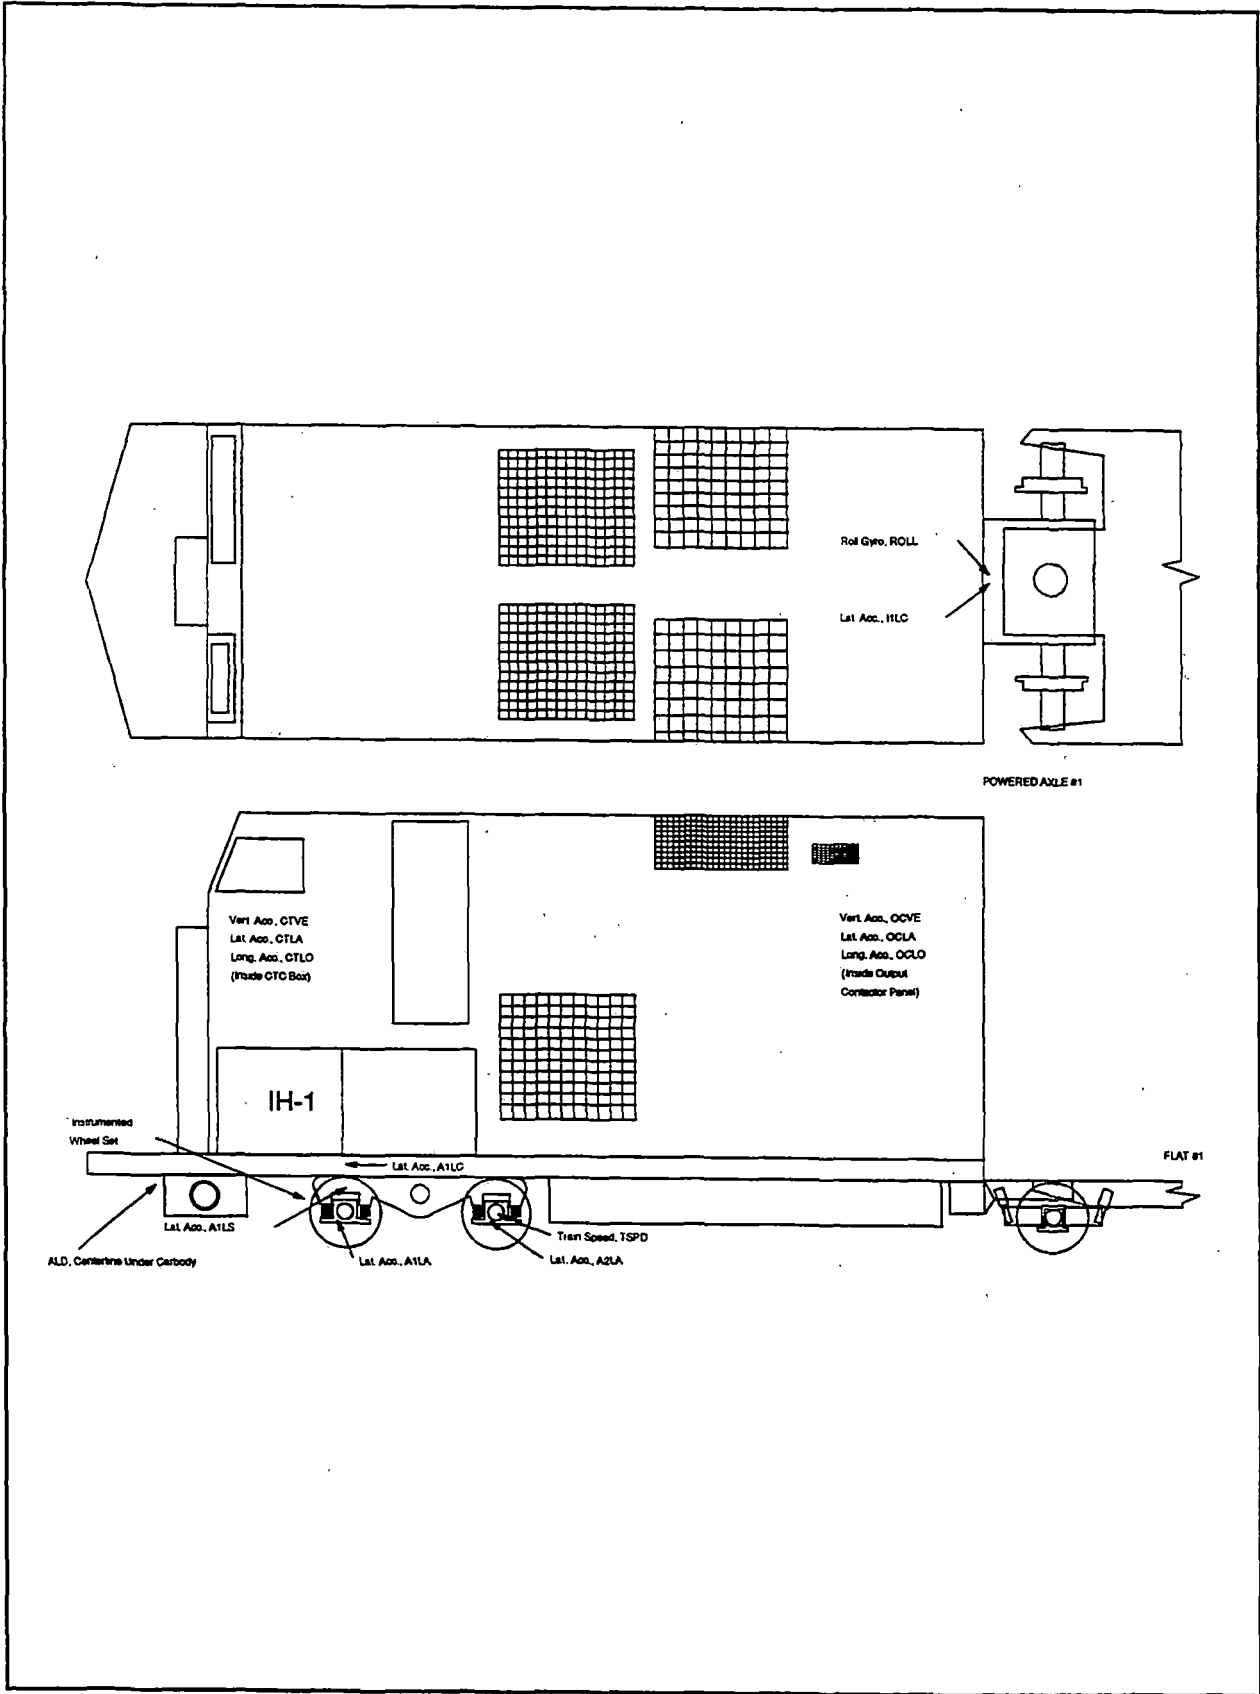 Roll Gyro, ROLL
Lat. Acc., I1LC
POWERED AXLE #1
Vert. Acc., CTVE
Lat. Acc., CTLA
Long. Acc., CTLO
(Inside CTC Box)
Vert. Acc., OCVE
Lat. Acc., OCLA
Long. Acc., OCLO
(Inside Output
Contactor Panel)
IH-1
Instrumented
Wheel Set
Lat. Acc., A1LC
FLAT #1
Lat. Acc., A1LS
Train Speed, TSPD
ALD, Centerline Under Carbody
Lat. Acc., A1LA
Lat. Acc., A2LA